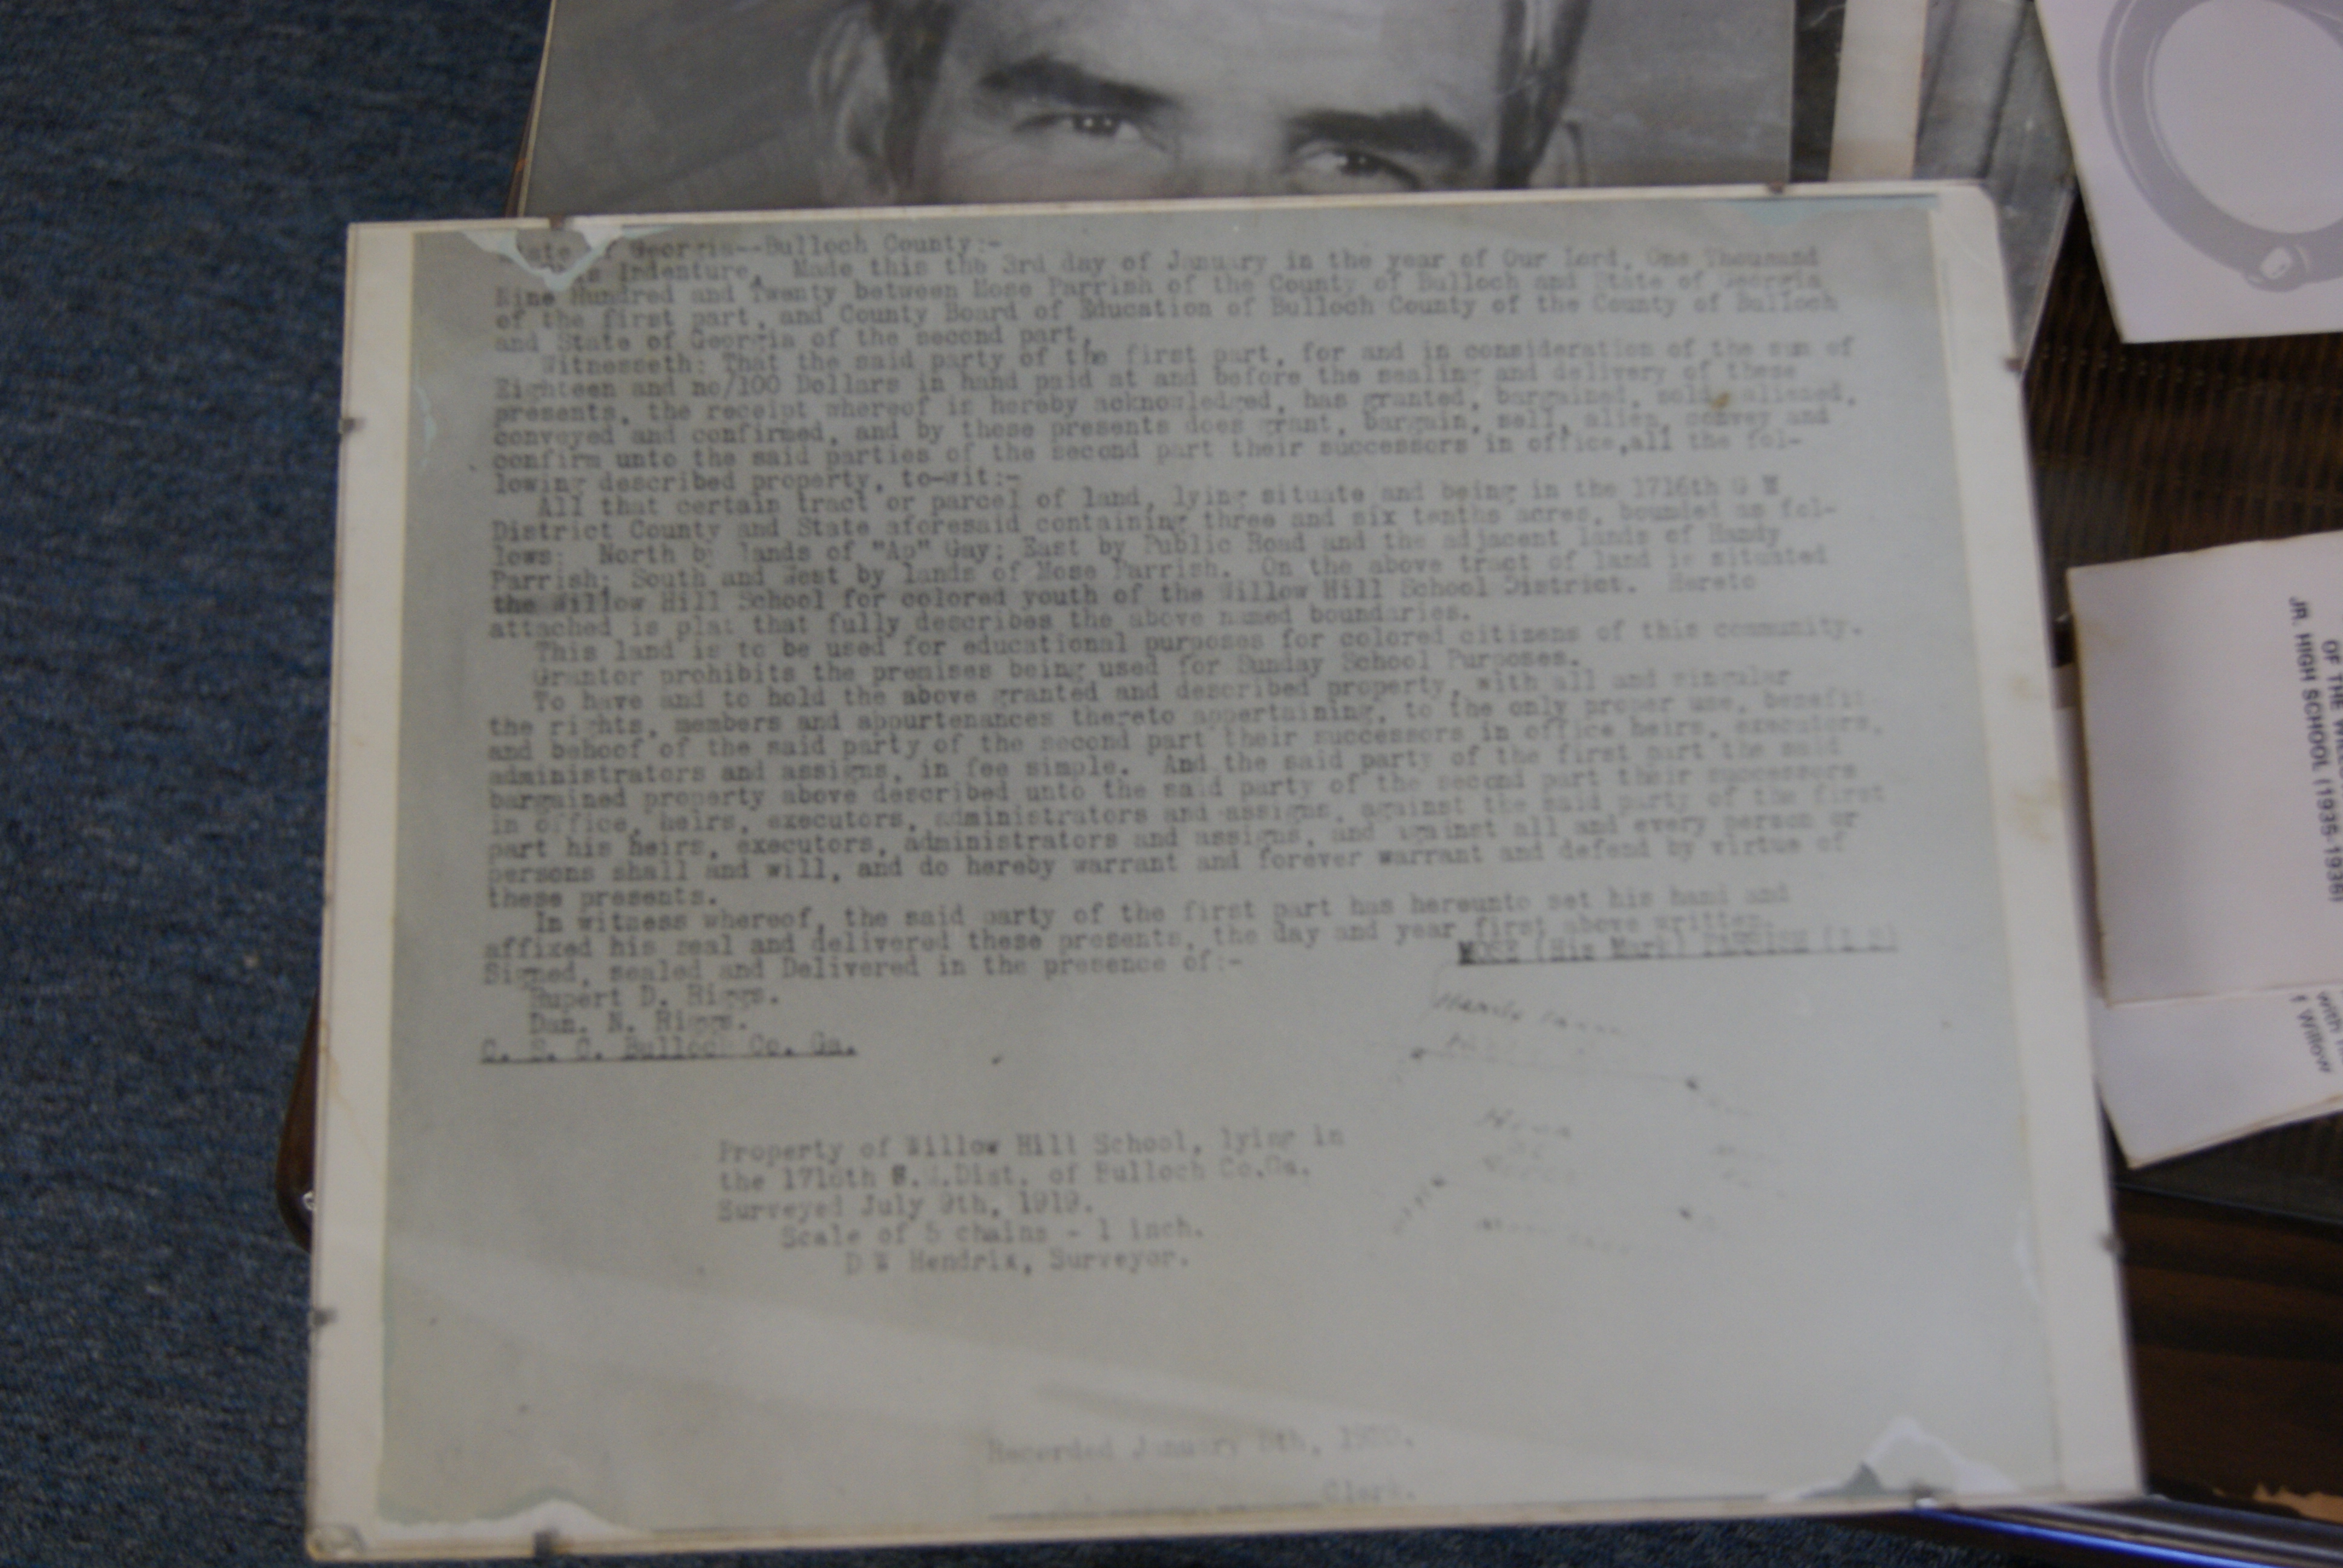 State of Georgia--Bulloch County:-
Indenture, Made this the 3rd day of January in the year of Our Lord, One Thousand
Nine Hundred and Twenty between Mose Parrish of the County of Bulloch and State of Georgia
of the first part, and County Board of Education of Bulloch County of the County of Bulloch
and State of Georgia of the second part,
Witnesseth: That the said party of the first part, for and in consideration of the sum of
Eighteen and no/100 Dollars in hand paid at and before the sealing and delivery of these
presents, the receipt whereof is hereby acknowledged, has granted, bargained, sold, aliened,
conveyed and confirmed, and by these presents does grant, bargain, sell, alien, convey and
confirm unto the said parties of the second part their successors in office,all the fol-
lowing described property, to-wit:-
All that certain tract or parcel of land, lying situate and being in the 1716th G M
District County and State aforesaid containing three and six tenths acres, bounded as fol-
lows: North by lands of "Ap" Gay; East by Public Road and the adjacent lands of Handy
Parrish; South and West by lands of Mose Parrish. On the above tract of land is situated
the Willow Hill School for colored youth of the Willow Hill School District. Hereto
attached is plat that fully describes the above named boundaries.
This land is to be used for educational purposes for colored citizens of this community.
Grantor prohibits the premises being used for Sunday School Purposes.
To have and to hold the above granted and described property, with all and singular
the rights, members and appurtenances thereto appertaining, to the only proper use, benefit
and behoof of the said party of the second part their successors in office heirs, executors,
administrators and assigns, in fee simple. And the said party of the first part the said
bargained property above described unto the said party of the second part their successors
in office, heirs, executors, administrators and assigns, against the said party of the first
part his heirs, executors, administrators and assigns, and against all and every person or
persons shall and will, and do hereby warrant and forever warrant and defend by virtue of
these presents.
In witness whereof, the said party of the first part has hereunto set his hand and
affixed his seal and delivered these presents, the day and year first above written.
Signed, sealed and Delivered in the presence of:-
MOSE (His Mark) PARRISH (L S)
Rupert D. Riggs.
Dan. N. Riggs.
C. S. C. Bulloch Co. Ga.
Property of Willow Hill School, lying in
the 1716th Dist. of Bulloch Co.Ga.
Surveyed July 9th, 1919.
Scale of 5 chains - 1 inch.
D W Hendrix, Surveyor.
Recorded January
Clerk.
OF THE
JR. HIGH SCHOOL (1935-1938)
with
Willow